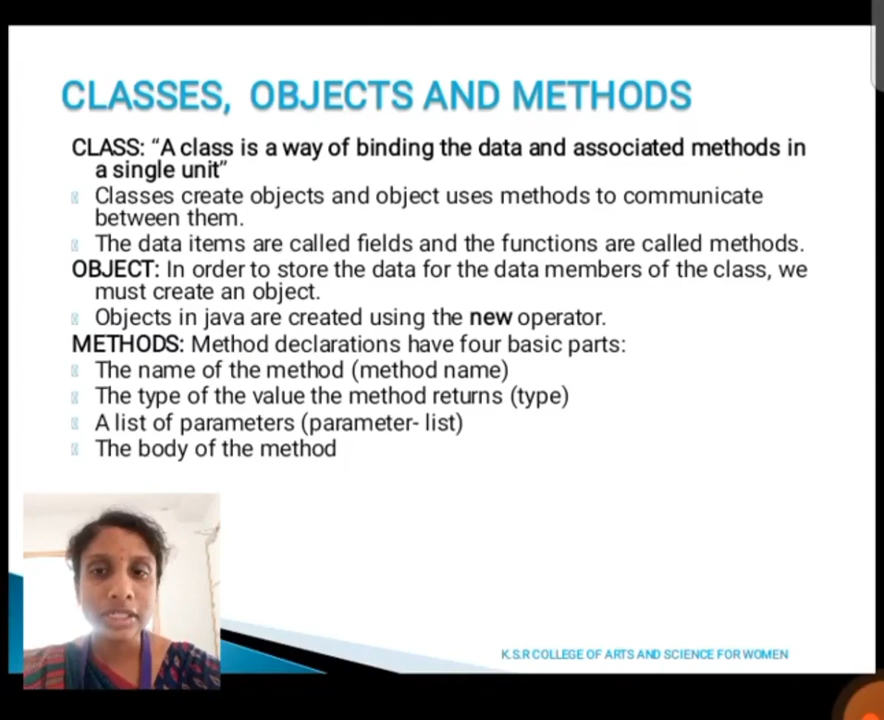 CLASSES, OBJECTS AND METHODS
CLASS: “A class is a way of binding the data and associated methods in
a single unit”
Classes create objects and object uses methods to communicate
between them.
The data items are called fields and the functions are called methods.
OBJECT: In order to store the data for the data members of the class, we
must create an object.
Objects in java are created using the new operator.
METHODS: Method declarations have four basic parts:
The name of the method (method name)
The type of the value the method returns (type)
A list of parameters (parameter- list)
The body of the method
K.S.R COLLEGE OF ARTS AND SCIENCE FOR WOMEN